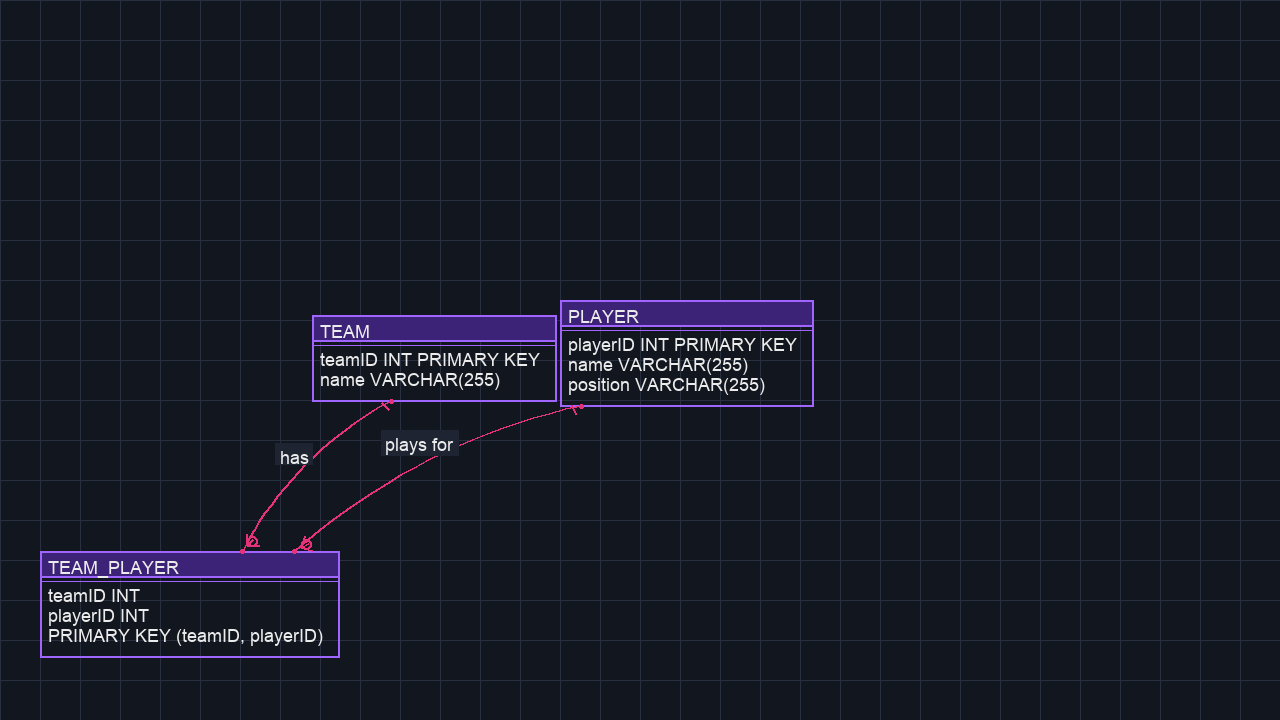 PLAYER
playerID INT PRIMARY KEY
name VARCHAR(255)
position VARCHAR(255)
TEAM
teamID INT PRIMARY KEY
name VARCHAR(255)
plays for
has
TEAM_PLAYER
teamID INT
playerID INT
PRIMARY KEY (teamID, playerID)